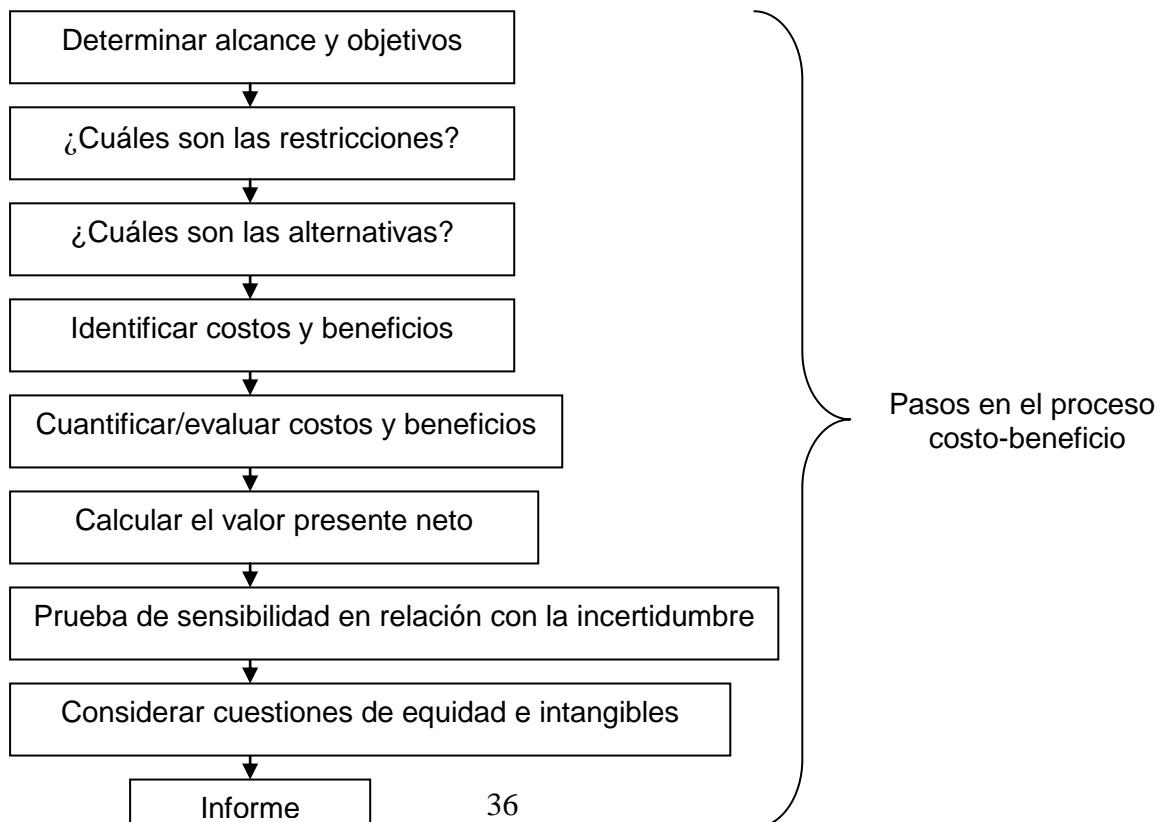 Determinar alcance y objetivos
¿Cuáles son las restricciones?
¿Cuáles son las alternativas?
Identificar costos y beneficios
Cuantificar/evaluar costos y beneficios
Calcular el valor presente neto
Prueba de sensibilidad en relación con la incertidumbre
Considerar cuestiones de equidad e intangibles
Informe
Pasos en el proceso
costo-beneficio
36